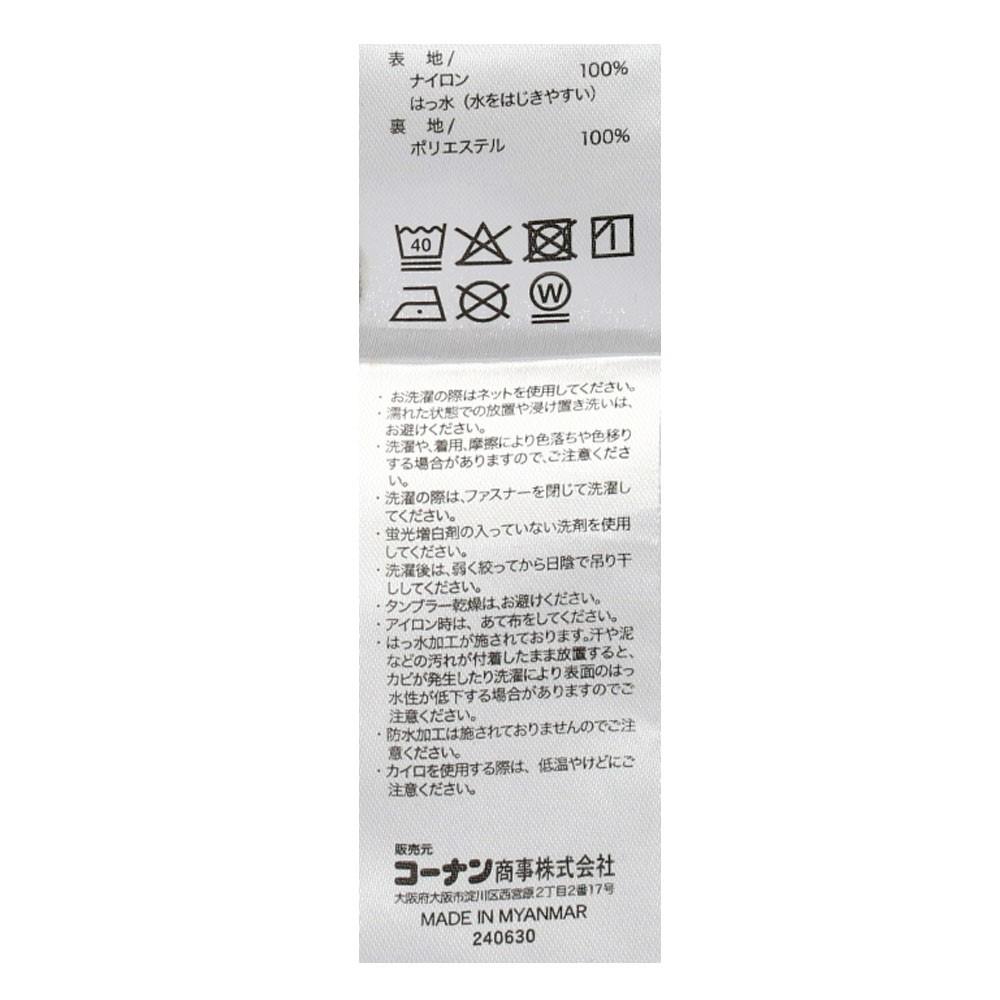 表 地/
ナイロン 100%
はっ水（水をはじきやすい）
裏 地/
ポリエステル 100%
40
W
・お洗濯の際はネットを使用してください。
・濡れた状態での放置や浸け置き洗いは、
お避けください。
・洗濯や、着用、摩擦により色落ちや色移り
する場合がありますので、ご注意くださ
い。
・洗濯の際は、ファスナーを閉じて洗濯し
てください。
・蛍光増白剤の入っていない洗剤を使用
してください。
・洗濯後は、弱く絞ってから日陰で吊り干
ししてください。
・タンブラー乾燥は、お避けください。
・アイロン時は、あて布をしてください。
・はっ水加工が施されております。汗や泥
などの汚れが付着したまま放置すると、
カビが発生したり洗濯により表面のはっ
水性が低下する場合がありますのでご
注意ください。
・防水加工は施されておりませんのでご注
意ください。
・カイロを使用する際は、低温やけどにご
注意ください。
販売元
コーナン商事株式会社
大阪府大阪市淀川区西宮原2丁目2番17号
MADE IN MYANMAR
240630